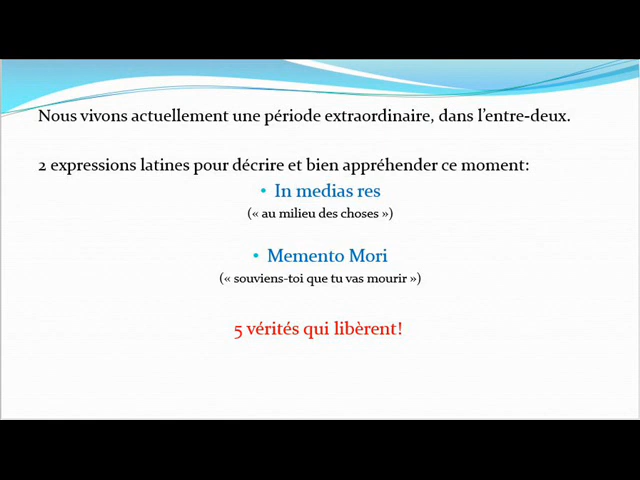 Nous vivons actuellement une période extraordinaire, dans l’entre-deux.
2 expressions latines pour décrire et bien appréhender ce moment:
• In medias res
(« au milieu des choses »)
• Memento Mori
(« souviens-toi que tu vas mourir »)
5 vérités qui libèrent!